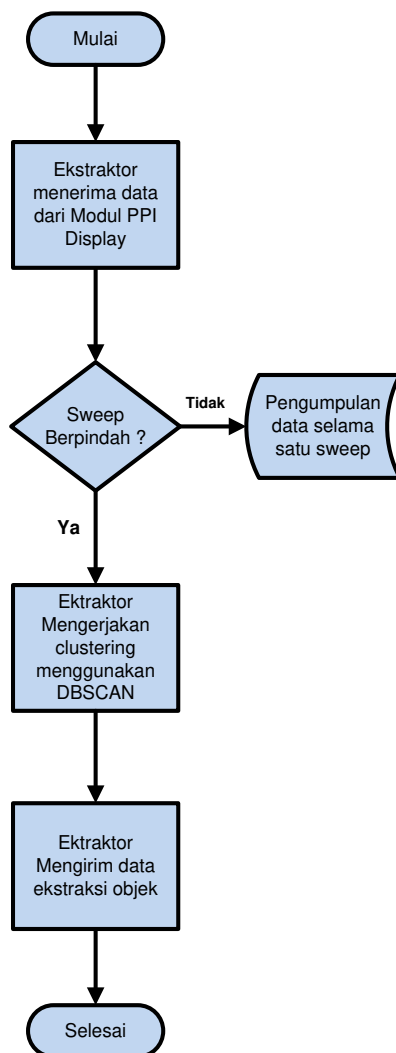 Mulai
Ekstraktor
menerima data
dari Modul PPI
Display
Sweep
Berpindah ?
Tidak
Pengumpulan
data selama
satu sweep
Ya
Ektraktor
Mengerjakan
clustering
menggunakan
DBSCAN
Ektraktor
Mengirim data
ekstraksi objek
Selesai